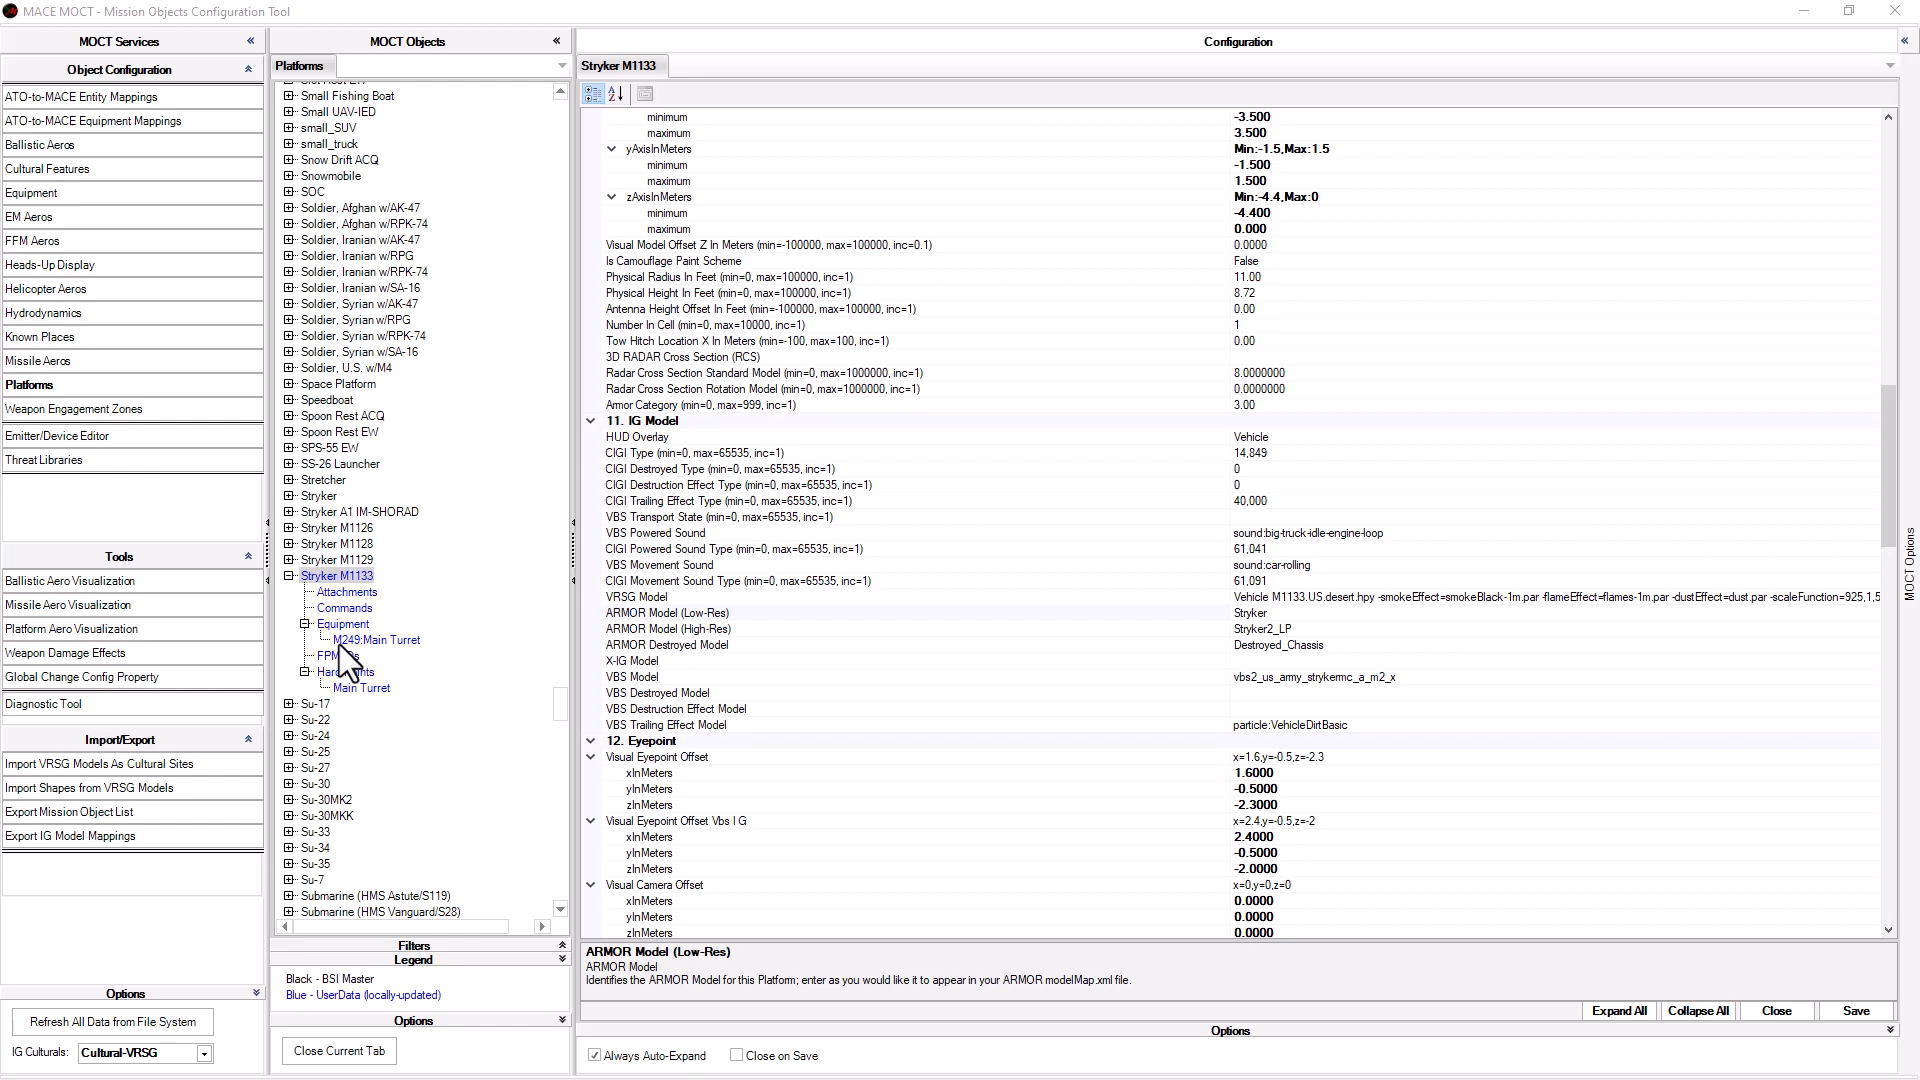 MACE MOCT - Mission Objects Configuration Tool
MOCT Services
Object Configuration
ATO-to-MACE Entity Mappings
ATO-to-MACE Equipment Mappings
Ballistic Aeros
Cultural Features
Equipment
EM Aeros
FFM Aeros
Heads-Up Display
Helicopter Aeros
Hydrodynamics
Known Places
Missile Aeros
Platforms
Weapon Engagement Zones
Emitter/Device Editor
Threat Libraries
Tools
Ballistic Aero Visualization
Missile Aero Visualization
Platform Aero Visualization
Weapon Damage Effects
Global Change Config Property
Diagnostic Tool
Import/Export
Import VRSG Models As Cultural Sites
Import Shapes from VRSG Models
Export Mission Object List
Export IG Model Mappings
Options
Refresh All Data from File System
IG Culturals: Cultural-VRSG
MOCT Objects
Platforms
Small Fishing Boat
Small UAV-IED
small_SUV
small_truck
Snow Drift ACQ
Snowmobile
SOC
Soldier, Afghan w/AK-47
Soldier, Afghan w/RPK-74
Soldier, Iranian w/AK-47
Soldier, Iranian w/RPG
Soldier, Iranian w/RPK-74
Soldier, Iranian w/SA-16
Soldier, Syrian w/AK-47
Soldier, Syrian w/RPG
Soldier, Syrian w/RPK-74
Soldier, Syrian w/SA-16
Soldier, U.S. w/M4
Space Platform
Speedboat
Spoon Rest ACQ
Spoon Rest EW
SPS-55 EW
SS-26 Launcher
Stretcher
Stryker
Stryker A1 IM-SHORAD
Stryker M1126
Stryker M1128
Stryker M1129
Stryker M1133
Attachments
Commands
Equipment
M249:Main Turret
Main Turret
Su-17
Su-22
Su-24
Su-25
Su-27
Su-30
Su-30MK2
Su-30MKK
Su-33
Su-34
Su-35
Su-7
Submarine (HMS Astute/S119)
Submarine (HMS Vanguard/S28)
Filters
Legend
Black - BSI Master
Blue - UserData (locally-updated)
Options
Close Current Tab
Configuration
Stryker M1133
minimum -3.500
maximum 3.500
yAxisInMeters Min:-1.5,Max:1.5
minimum -1.500
maximum 1.500
zAxisInMeters Min:-4.4,Max:0
minimum -4.400
maximum 0.000
Visual Model Offset Z In Meters (min=-100000, max=100000, inc=0.1) 0.0000
Is Camouflage Paint Scheme False
Physical Radius In Feet (min=0, max=100000, inc=1) 11.00
Physical Height In Feet (min=0, max=100000, inc=1) 8.72
Antenna Height Offset In Feet (min=-100000, max=100000, inc=1) 0.00
Number In Cell (min=0, max=10000, inc=1) 1
Tow Hitch Location X In Meters (min=-100, max=100, inc=1) 0.00
3D RADAR Cross Section (RCS)
Radar Cross Section Standard Model (min=0, max=1000000, inc=1) 8.0000000
Radar Cross Section Rotation Model (min=0, max=1000000, inc=1) 0.0000000
Armor Category (min=0, max=999, inc=1) 3.00
11. IG Model
HUD Overlay Vehicle
CIGI Type (min=0, max=65535, inc=1) 14,849
CIGI Destroyed Type (min=0, max=65535, inc=1) 0
CIGI Destruction Effect Type (min=0, max=65535, inc=1) 0
CIGI Trailing Effect Type (min=0, max=65535, inc=1) 40,000
VBS Transport State (min=0, max=65535, inc=1)
VBS Powered Sound sound:big-truck-idle-engine-loop
CIGI Powered Sound Type (min=0, max=65535, inc=1) 61,041
VBS Movement Sound sound:car-rolling
CIGI Movement Sound Type (min=0, max=65535, inc=1) 61,091
VRSG Model Vehicle M1133.US.desert.hpy -smokeEffect=smokeBlack-1m.par -flameEffect=flames-1m.par -dustEffect=dust.par -scaleFunction=925,1,5
ARMOR Model (Low-Res) Stryker
ARMOR Model (High-Res) Stryker2_LP
ARMOR Destroyed Model Destroyed_Chassis
X-IG Model
VBS Model vbs2_us_army_strykermc_a_m2_x
VBS Destroyed Model
VBS Destruction Effect Model
VBS Trailing Effect Model particle:VehicleDirtBasic
12. Eyepoint
Visual Eyepoint Offset x=1.6,y=-0.5,z=-2.3
xInMeters 1.6000
yInMeters -0.5000
zInMeters -2.3000
Visual Eyepoint Offset Vbs I G x=2.4,y=-0.5,z=-2
xInMeters 2.4000
yInMeters -0.5000
zInMeters -2.0000
Visual Camera Offset x=0,y=0,z=0
xInMeters 0.0000
yInMeters 0.0000
zInMeters 0.0000
ARMOR Model (Low-Res)
ARMOR Model
Identifies the ARMOR Model for this Platform; enter as you would like it to appear in your ARMOR modelMap.xml file.
Expand All Collapse All Close Save
Options
Always Auto-Expand Close on Save
MOCT Options